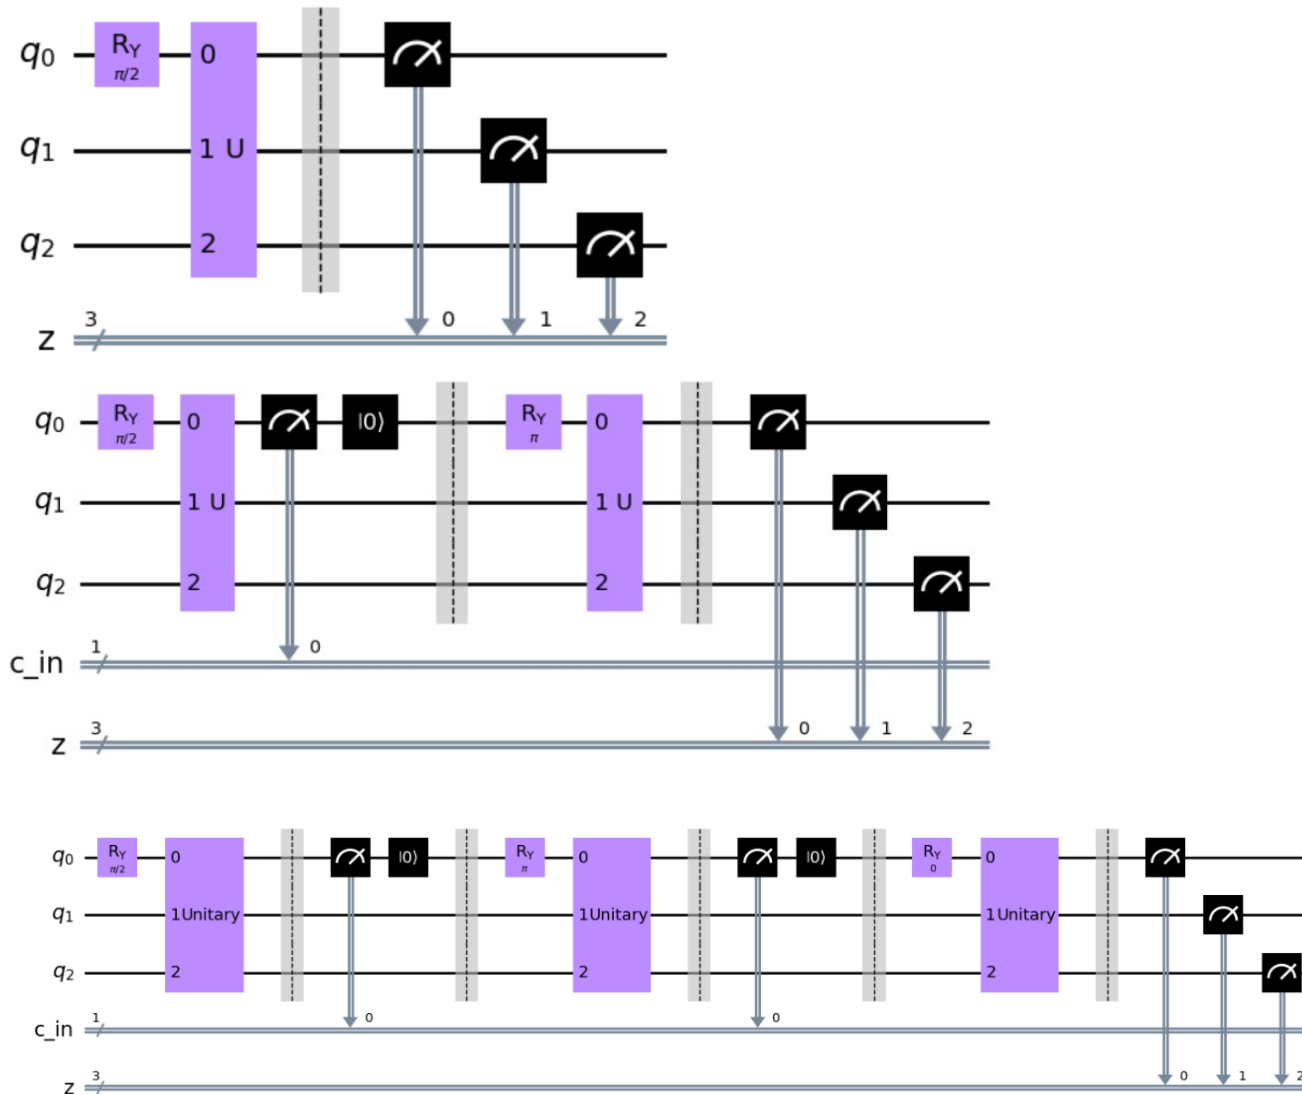 q0 RY π/2 0
q1 1 U
q2 2
z 3 0 1 2
q0 RY π/2 0 |0⟩ RY π 0
q1 1 U 1 U
q2 2 2
c_in 1 0
z 3 0 1 2
q0 RY π/2 0 |0⟩ RY π 0 |0⟩ RY 0 0
q1 1Unitary 1Unitary 1Unitary
q2 2 2 2
c_in 1 0 0
z 3 0 1 2